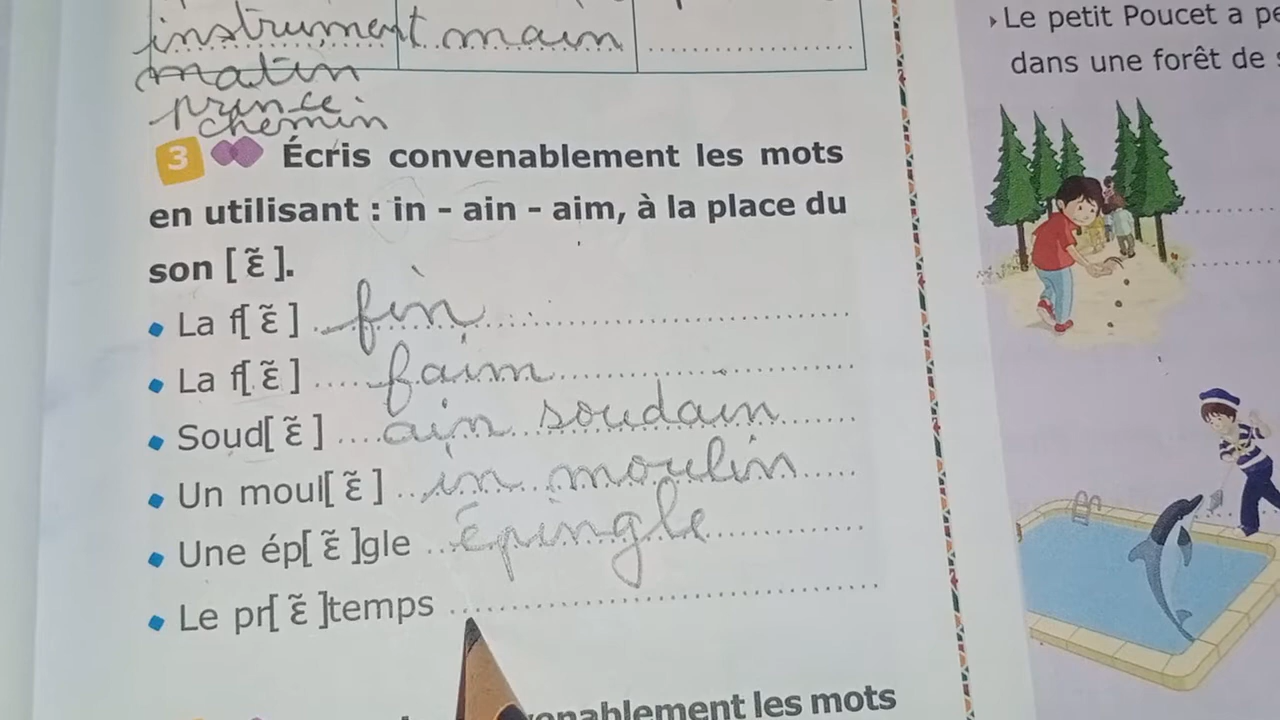 instrument main
matin
prince
chemin
3 Écris convenablement les mots
en utilisant : in - ain - aim, à la place du
son [ ɛ̃ ].
La f[ ɛ̃ ] fin
La f[ ɛ̃ ] faim
Soud[ ɛ̃ ] ain soudain
Un moul[ ɛ̃ ] in moulin
Une ép[ ɛ̃ ]gle épingle
Le pr[ ɛ̃ ]temps
les mots
Le petit Poucet a
dans une forêt de